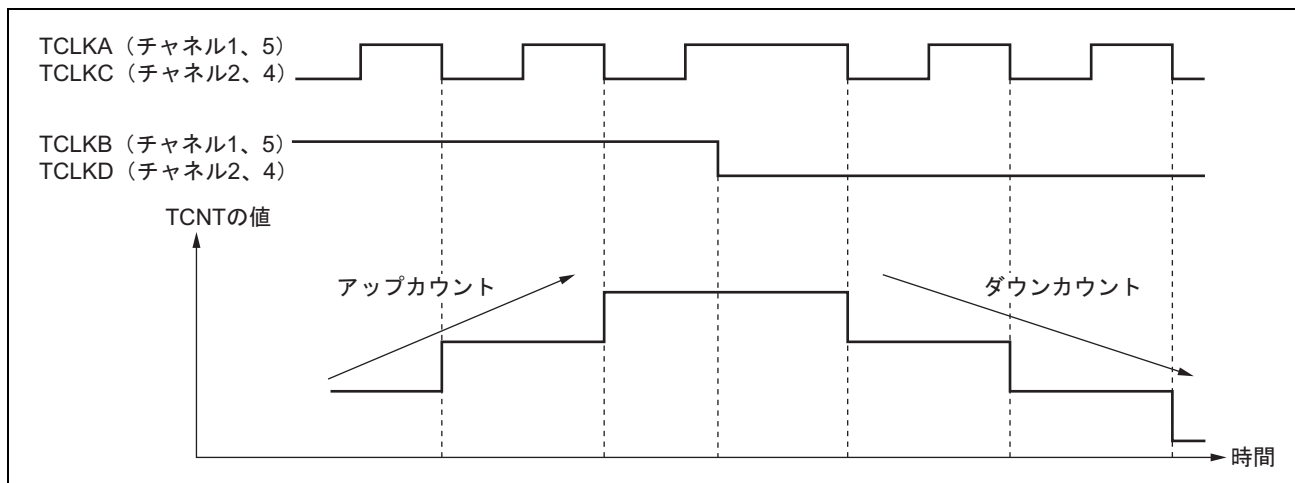 TCLKA（チャネル1、5）
TCLKC（チャネル2、4）
TCLKB（チャネル1、5）
TCLKD（チャネル2、4）
TCNTの値
アップカウント
ダウンカウント
時間